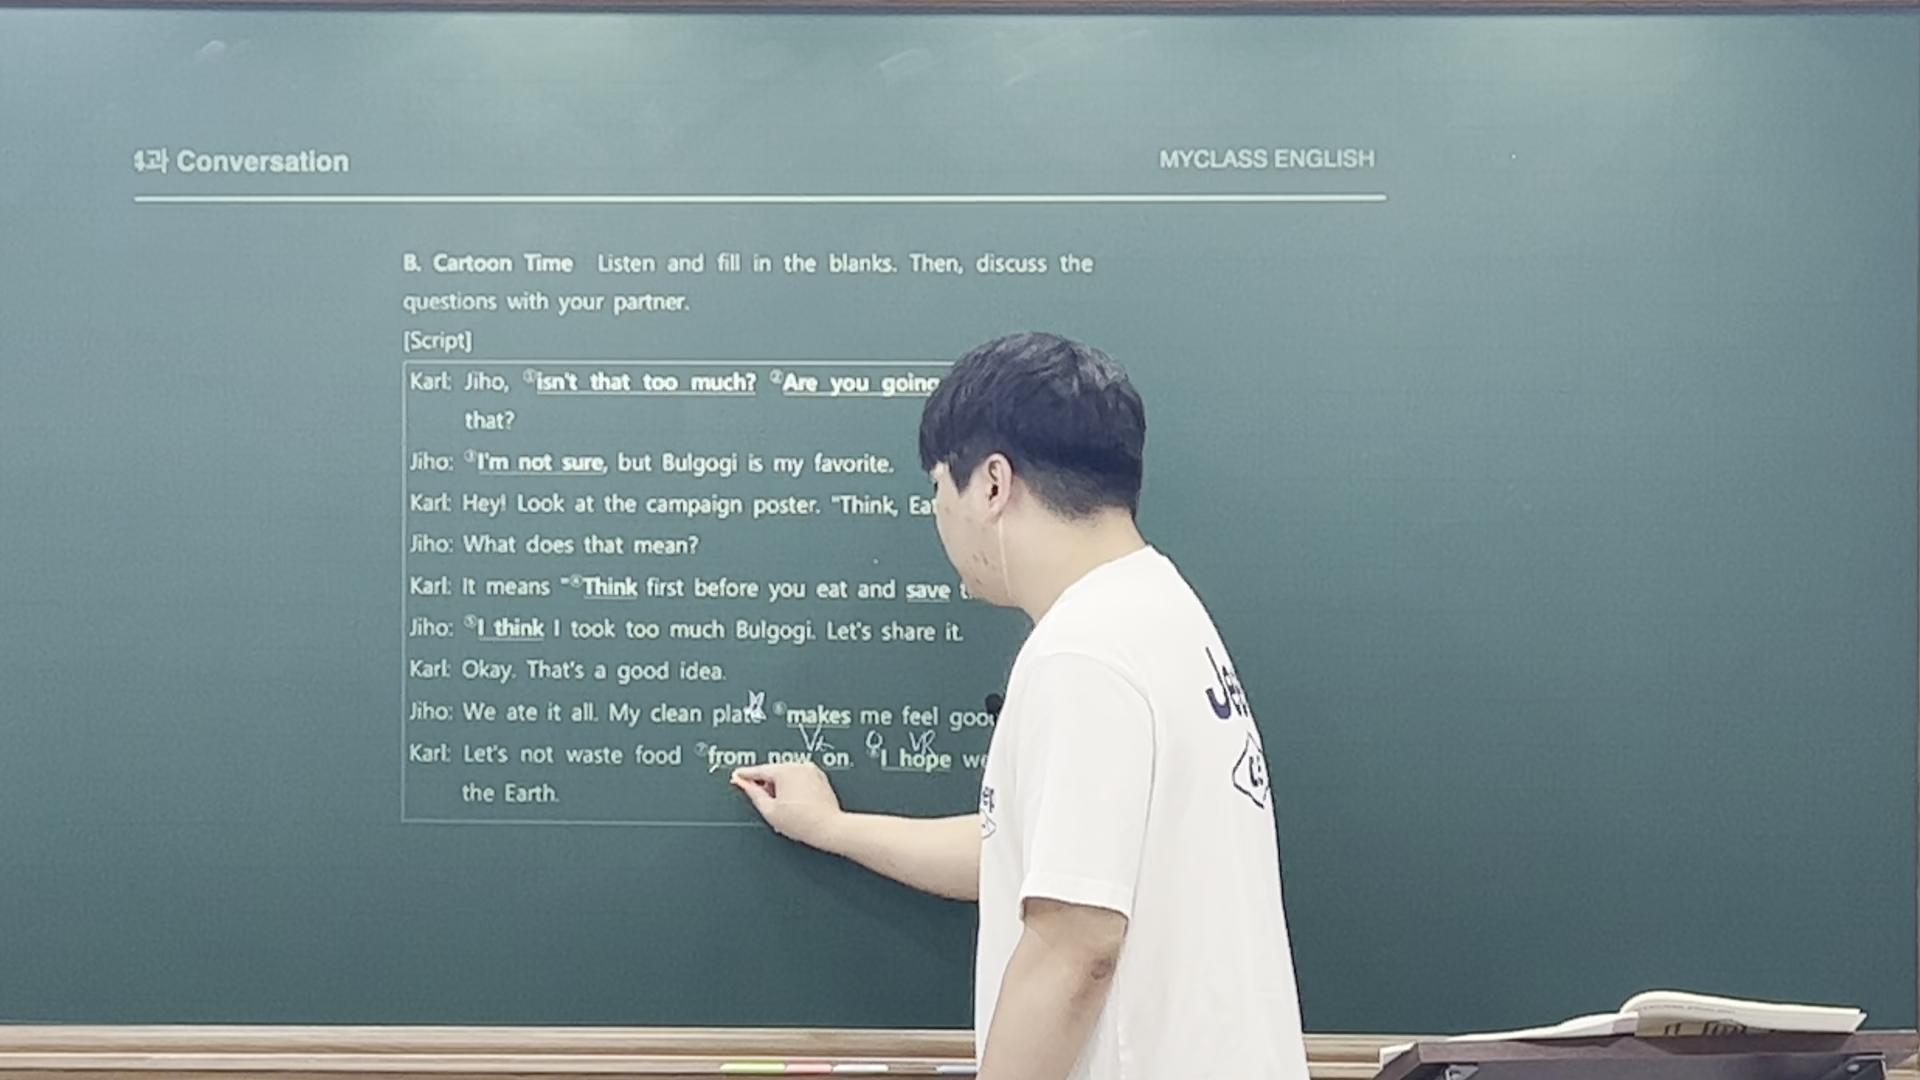 4과 Conversation
MYCLASS ENGLISH
B. Cartoon Time Listen and fill in the blanks. Then, discuss the
questions with your partner.
[Script]
Karl: Jiho, ①isn't that too much? ②Are you going
that?
Jiho: ③I'm not sure, but Bulgogi is my favorite.
Karl: Hey! Look at the campaign poster. "Think,
Jiho: What does that mean?
Karl: It means "④Think first before you eat and save
Jiho: ⑤I think I took too much Bulgogi. Let's share it.
Karl: Okay. That's a good idea.
Jiho: We ate it all. My clean plate ⑥makes me feel
Karl: Let's not waste food ⑦from now on. ⑧I hope
the Earth.